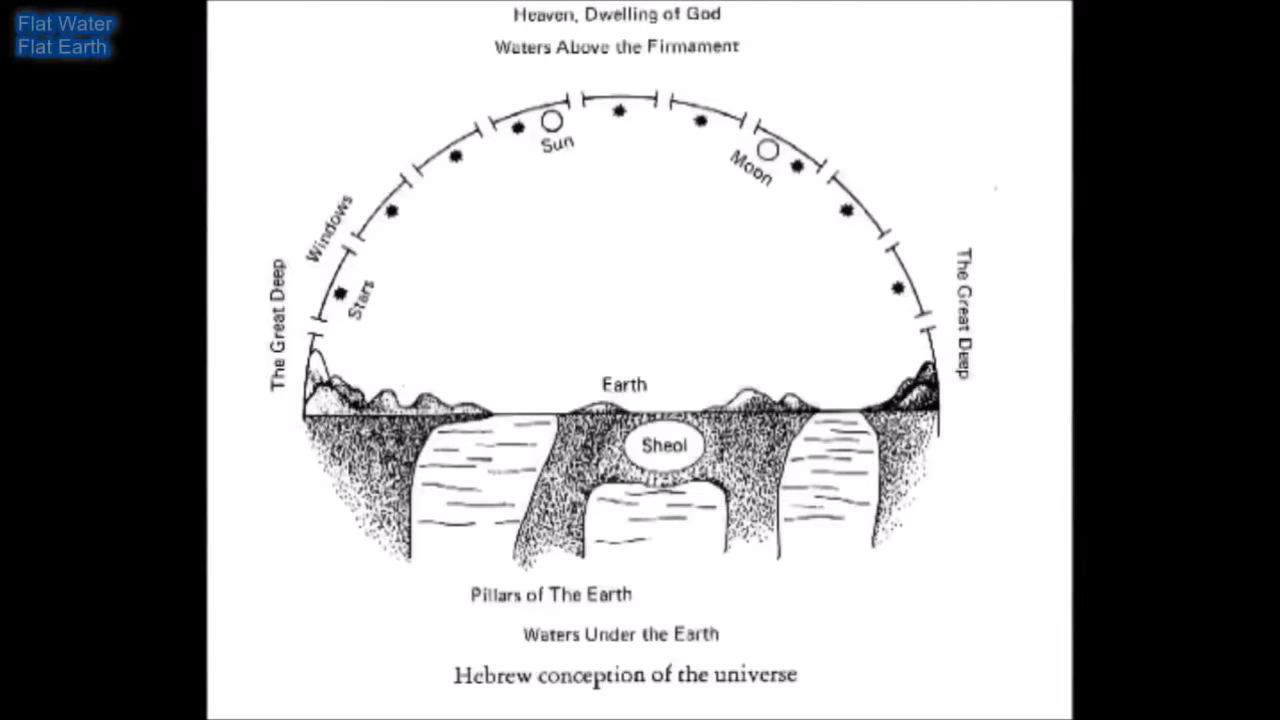 Flat Water
Flat Earth
Heaven, Dwelling of God
Waters Above the Firmament
Sun
Moon
Windows
Stars
The Great Deep
The Great Deep
Earth
Sheol
Pillars of The Earth
Waters Under the Earth
Hebrew conception of the universe